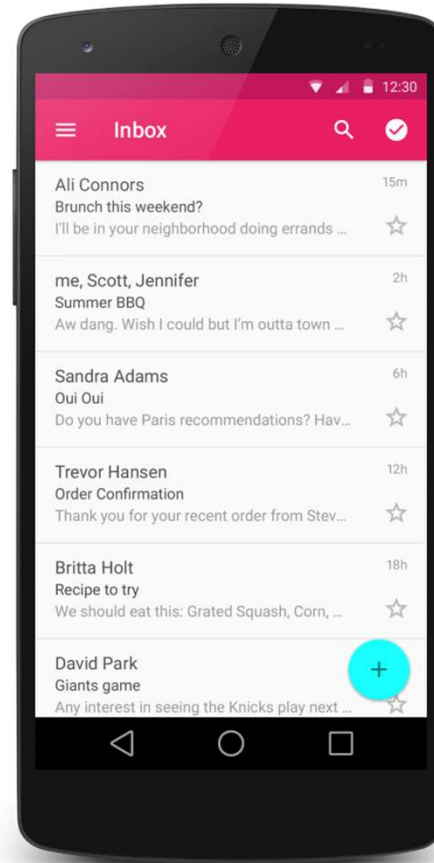 12:30
Inbox
Ali Connors 15m
Brunch this weekend?
I'll be in your neighborhood doing errands ...
me, Scott, Jennifer 2h
Summer BBQ
Aw dang. Wish I could but I'm outta town ...
Sandra Adams 6h
Oui Oui
Do you have Paris recommendations? Hav...
Trevor Hansen 12h
Order Confirmation
Thank you for your recent order from Stev...
Britta Holt 18h
Recipe to try
We should eat this: Grated Squash, Corn, ...
David Park
Giants game
Any interest in seeing the Knicks play next ...